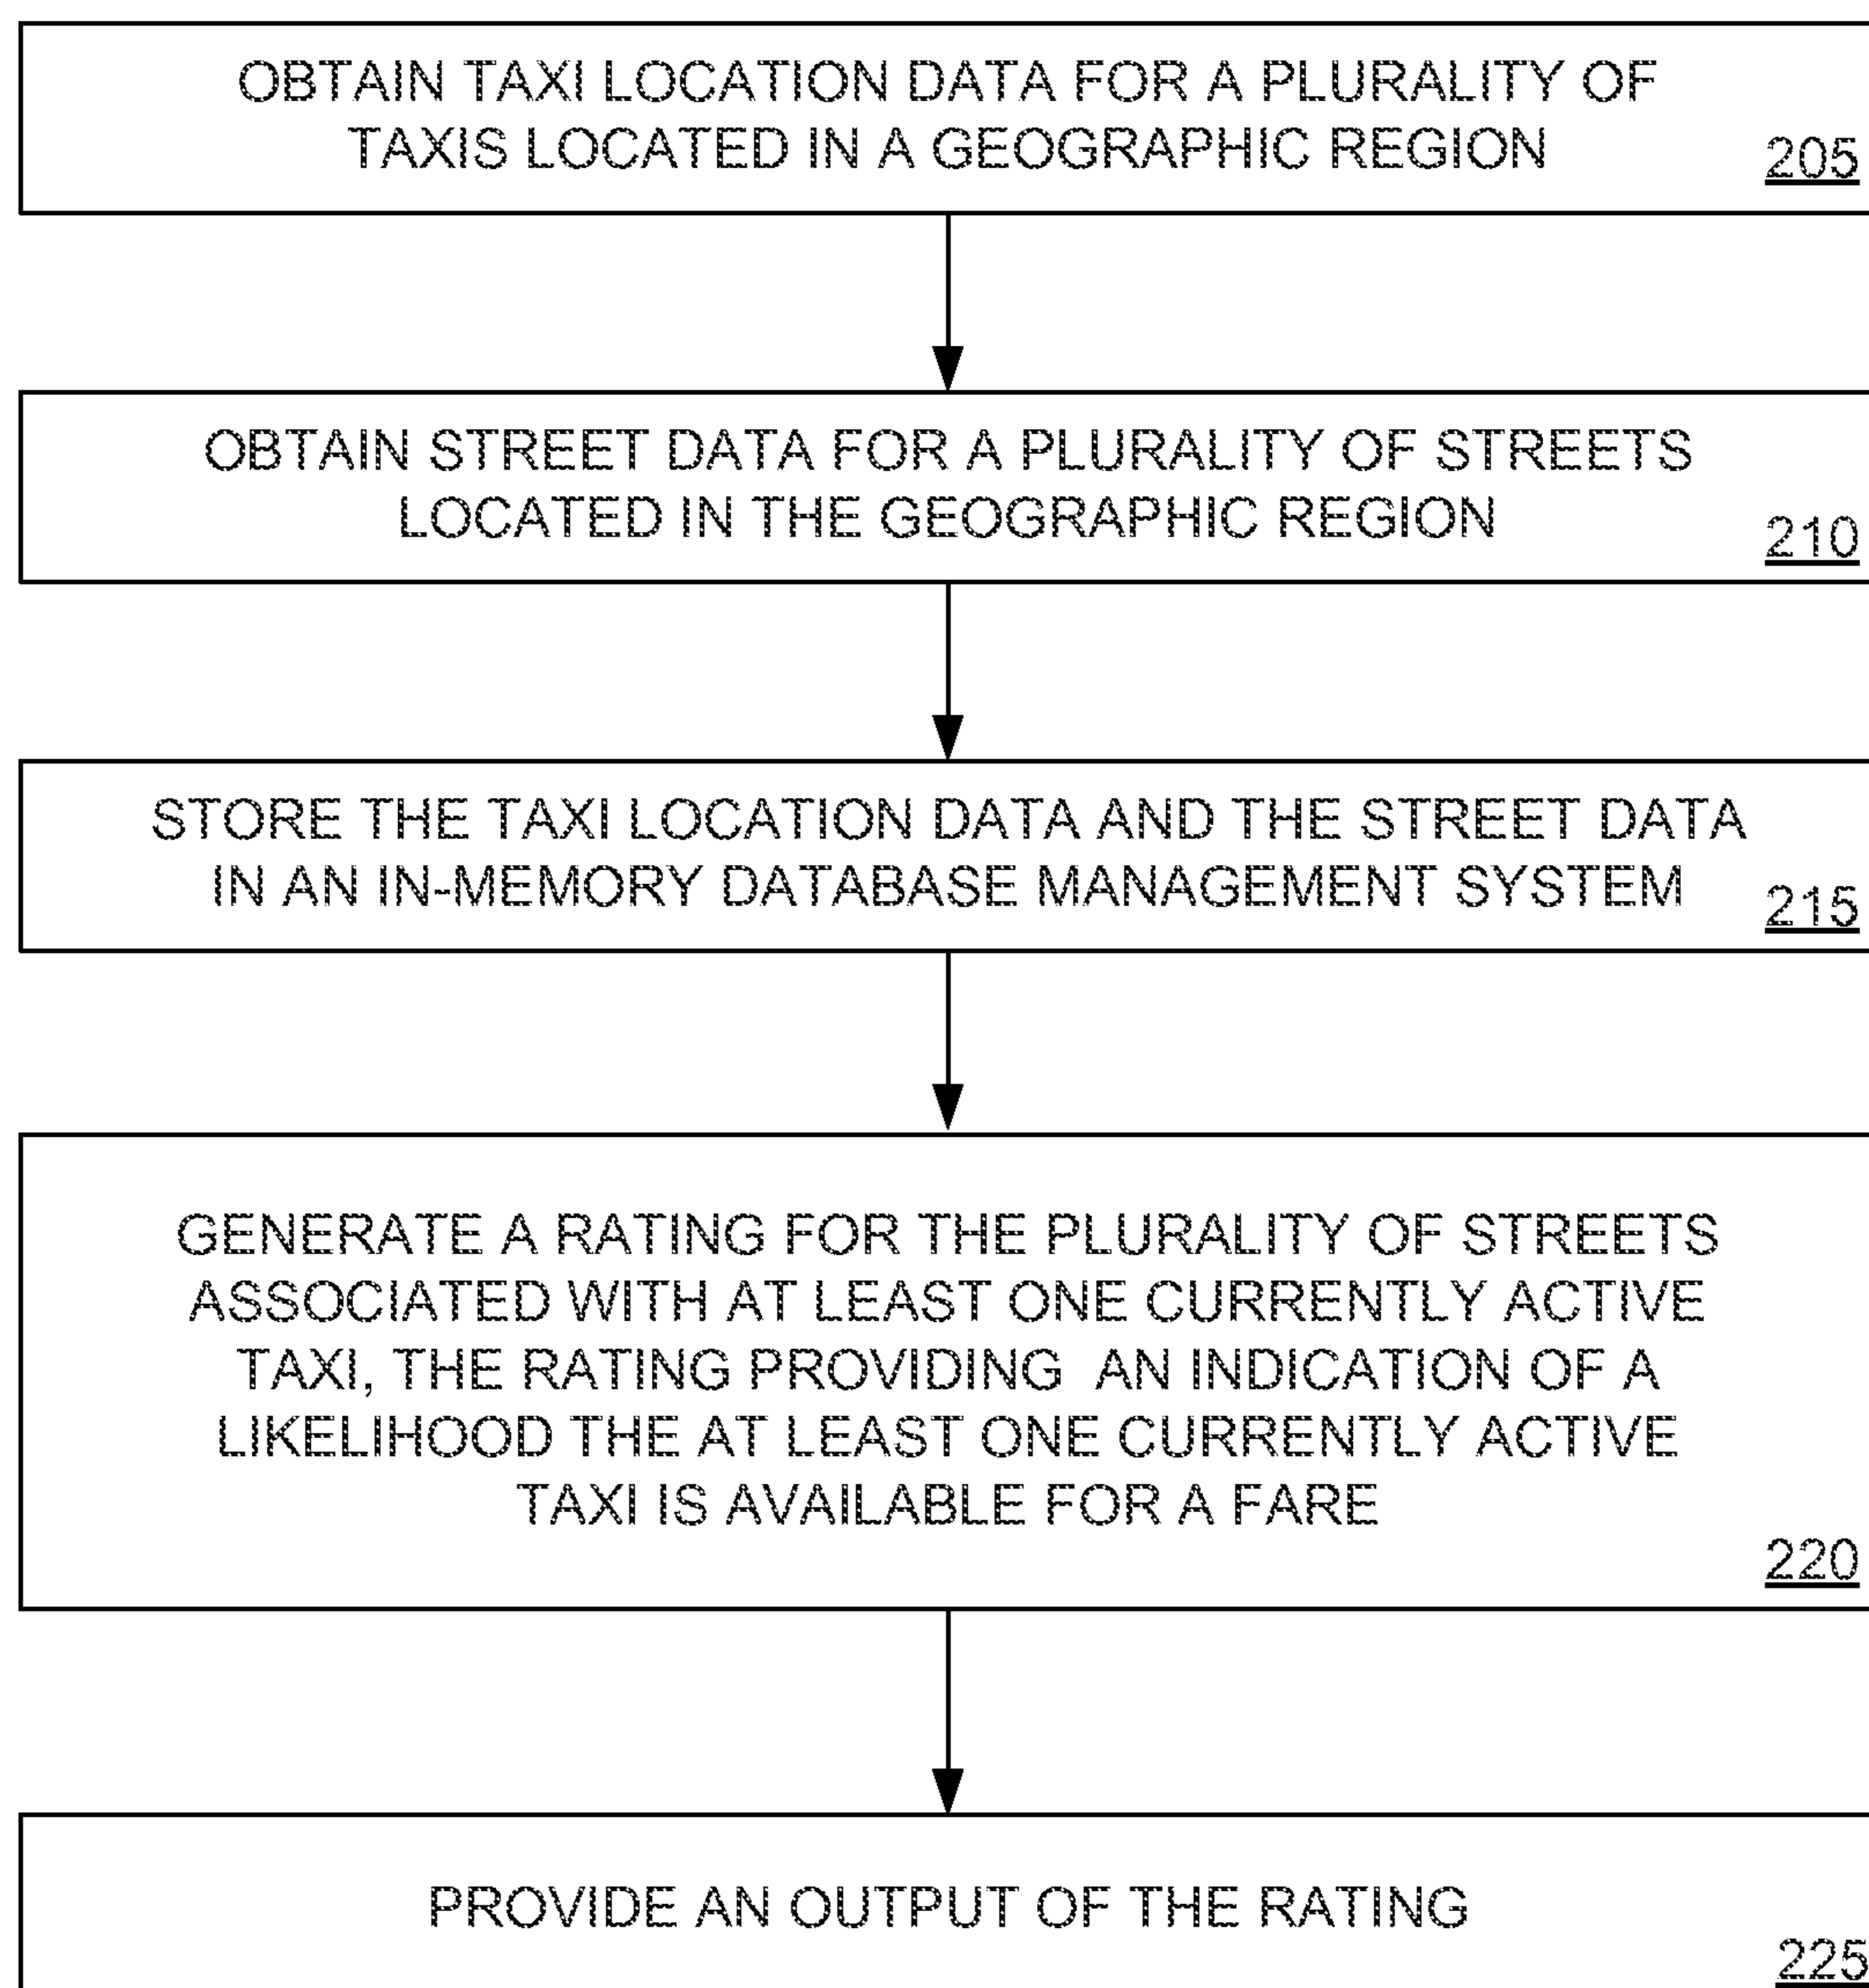 OBTAIN TAXI LOCATION DATA FOR A PLURALITY OF
TAXIS LOCATED IN A GEOGRAPHIC REGION
205
OBTAIN STREET DATA FOR A PLURALITY OF STREETS
LOCATED IN THE GEOGRAPHIC REGION
210
STORE THE TAXI LOCATION DATA AND THE STREET DATA
IN AN IN-MEMORY DATABASE MANAGEMENT SYSTEM
215
GENERATE A RATING FOR THE PLURALITY OF STREETS
ASSOCIATED WITH AT LEAST ONE CURRENTLY ACTIVE
TAXI, THE RATING PROVIDING AN INDICATION OF A
LIKELIHOOD THE AT LEAST ONE CURRENTLY ACTIVE
TAXI IS AVAILABLE FOR A FARE
220
PROVIDE AN OUTPUT OF THE RATING
225